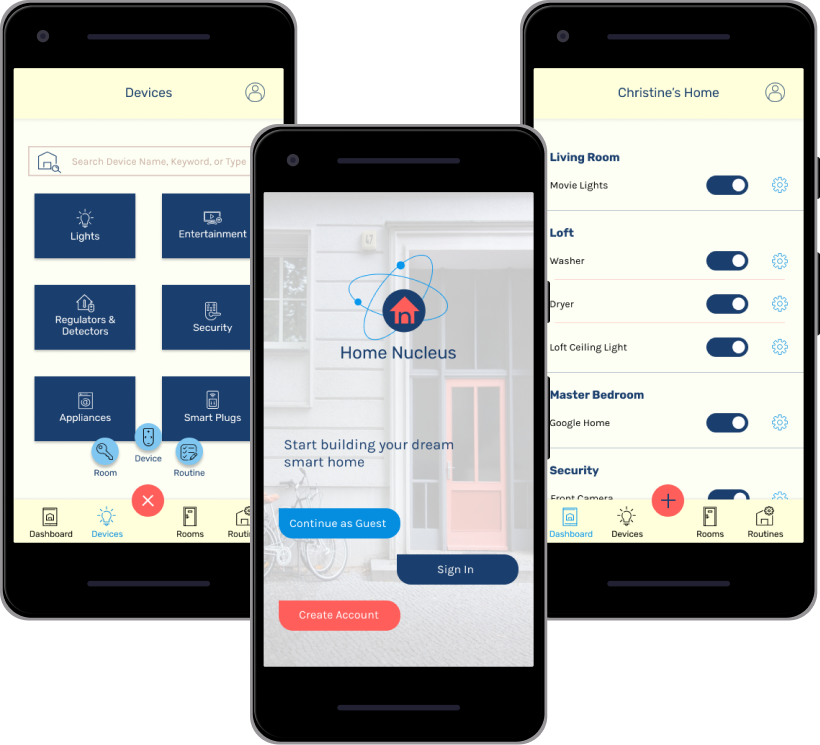 Devices
Search Device Name, Keyword, or Type
Lights
Entertainment
Regulators &
Detectors
Security
Appliances
Smart Plugs
Room
Device
Routine
Dashboard
Devices
Rooms
Routi
Home Nucleus
Start building your dream
smart home
Continue as Guest
Sign In
Create Account
Christine's Home
Living Room
Movie Lights
Loft
Washer
Dryer
Loft Ceiling Light
Master Bedroom
Google Home
Security
Front Camera
Dashboard
Devices
Rooms
Routines